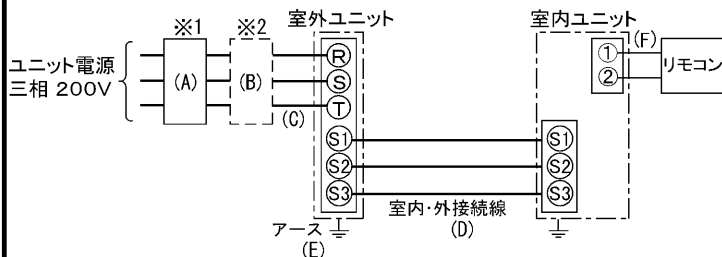 ※1
※2
室外ユニット
室内ユニット
ユニット電源
三相 200V
(A)
(B)
(C)
R
S
T
S1
S2
S3
S1
S2
S3
①
②
(F)
リモコン
室内・外接続線
(D)
アース
(E)